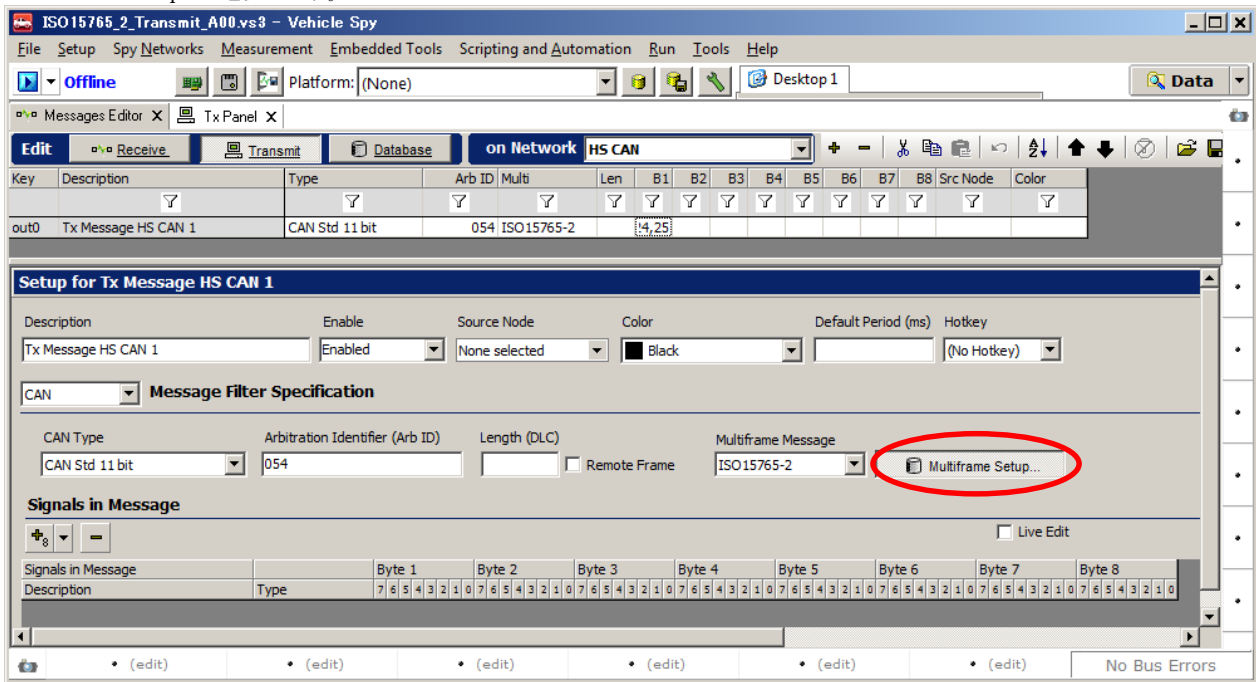 ISO15765_2_Transmit_A00.vs3 - Vehicle Spy
File Setup Spy Networks Measurement Embedded Tools Scripting and Automation Run Tools Help
Offline Platform: (None) Desktop 1 Data
Messages Editor X Tx Panel X
Edit Receive Transmit Database on Network HS CAN
Key Description Type Arb ID Multi Len B1 B2 B3 B4 B5 B6 B7 B8 Src Node Color
out0 Tx Message HS CAN 1 CAN Std 11 bit 054 ISO15765-2 !4,25
Setup for Tx Message HS CAN 1
Description Enable Source Node Color Default Period (ms) Hotkey
Tx Message HS CAN 1 Enabled None selected Black (No Hotkey)
CAN Message Filter Specification
CAN Type Arbitration Identifier (Arb ID) Length (DLC) Multiframe Message
CAN Std 11 bit 054 Remote Frame ISO15765-2 Multiframe Setup...
Signals in Message
8 Live Edit
Signals in Message Byte 1 Byte 2 Byte 3 Byte 4 Byte 5 Byte 6 Byte 7 Byte 8
Description Type 7 6 5 4 3 2 1 0 7 6 5 4 3 2 1 0 7 6 5 4 3 2 1 0 7 6 5 4 3 2 1 0 7 6 5 4 3 2 1 0 7 6 5 4 3 2 1 0 7 6 5 4 3 2 1 0 7 6 5 4 3 2 1 0
(edit) (edit) (edit) (edit) (edit) (edit) No Bus Errors